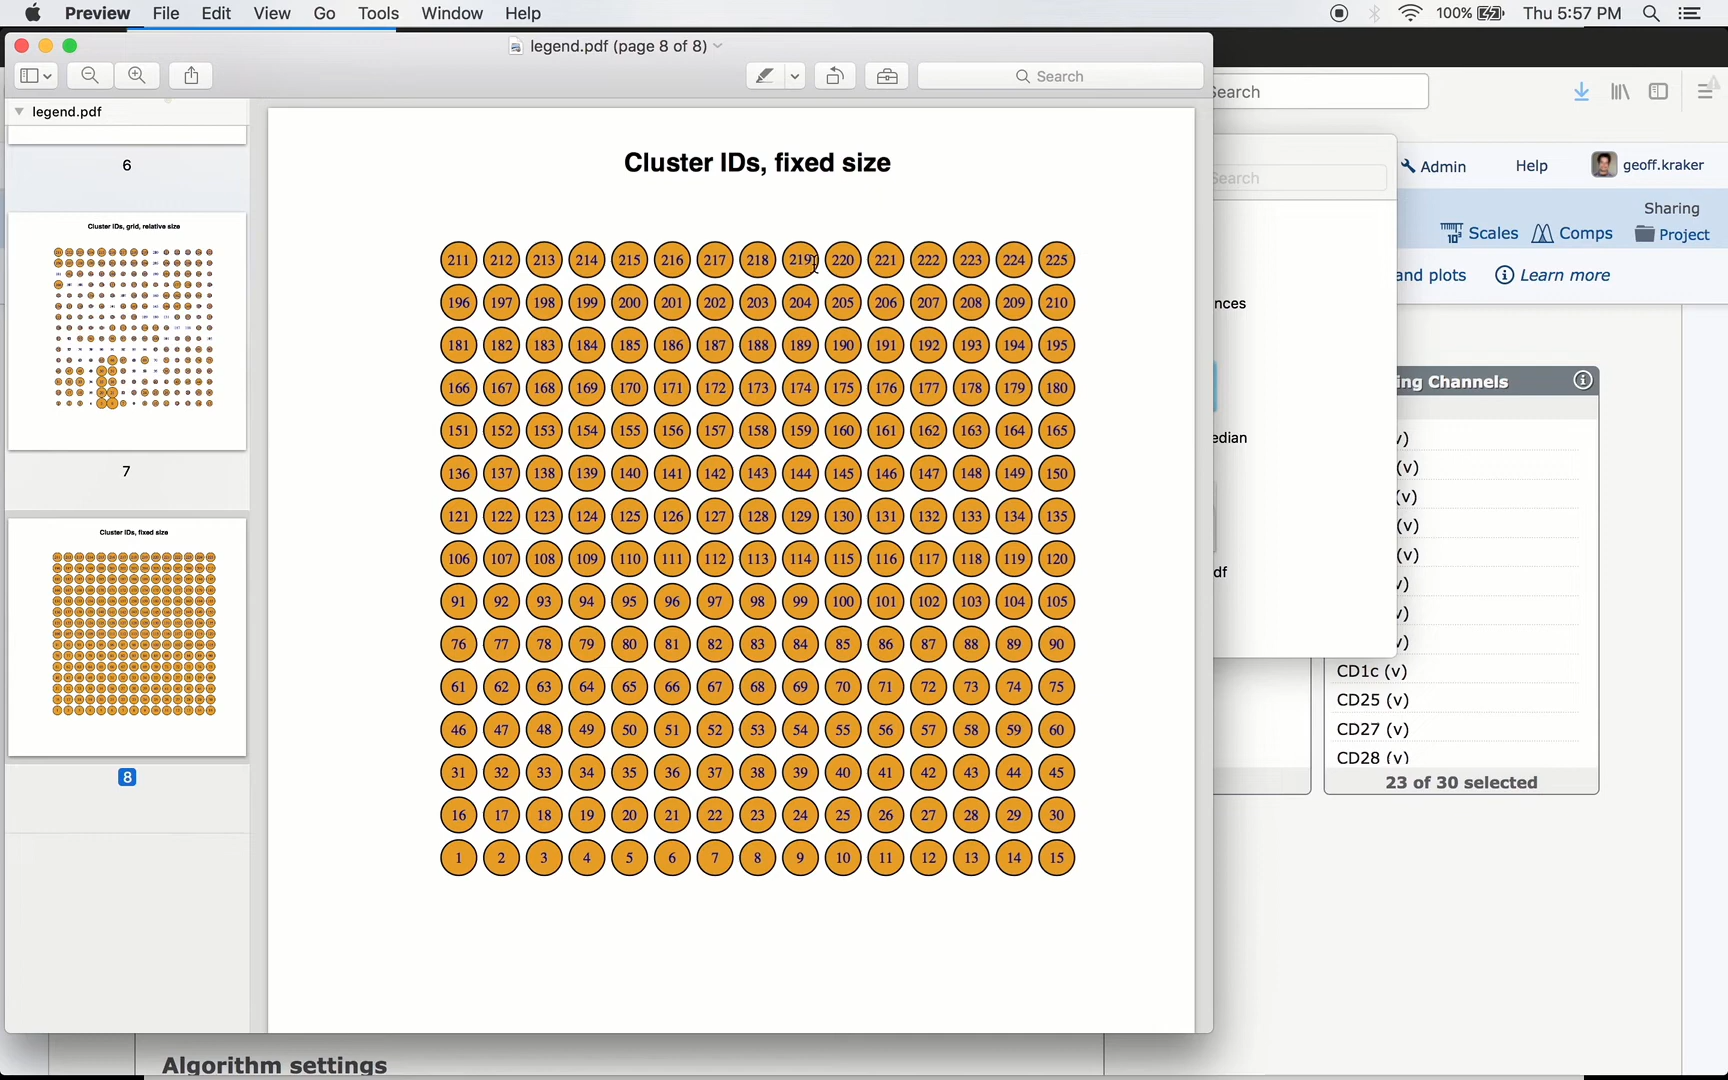 Preview File Edit View Go Tools Window Help 100% Thu 5:57 PM
legend.pdf (page 8 of 8)
Search
earch
legend.pdf
6
Cluster IDs, grid, relative size
7
Cluster IDs, fixed size
8
Cluster IDs, fixed size
211 212 213 214 215 216 217 218 219 220 221 222 223 224 225
196 197 198 199 200 201 202 203 204 205 206 207 208 209 210
181 182 183 184 185 186 187 188 189 190 191 192 193 194 195
166 167 168 169 170 171 172 173 174 175 176 177 178 179 180
151 152 153 154 155 156 157 158 159 160 161 162 163 164 165
136 137 138 139 140 141 142 143 144 145 146 147 148 149 150
121 122 123 124 125 126 127 128 129 130 131 132 133 134 135
106 107 108 109 110 111 112 113 114 115 116 117 118 119 120
91 92 93 94 95 96 97 98 99 100 101 102 103 104 105
76 77 78 79 80 81 82 83 84 85 86 87 88 89 90
61 62 63 64 65 66 67 68 69 70 71 72 73 74 75
46 47 48 49 50 51 52 53 54 55 56 57 58 59 60
31 32 33 34 35 36 37 38 39 40 41 42 43 44 45
16 17 18 19 20 21 22 23 24 25 26 27 28 29 30
1 2 3 4 5 6 7 8 9 10 11 12 13 14 15
earch
nces
edian
df
Admin Help geoff.kraker
Sharing
Scales Comps Project
and plots Learn more
ing Channels
v)
(v)
(v)
(v)
(v)
v)
v)
v)
CD1c (v)
CD25 (v)
CD27 (v)
CD28 (v)
23 of 30 selected
Algorithm settings